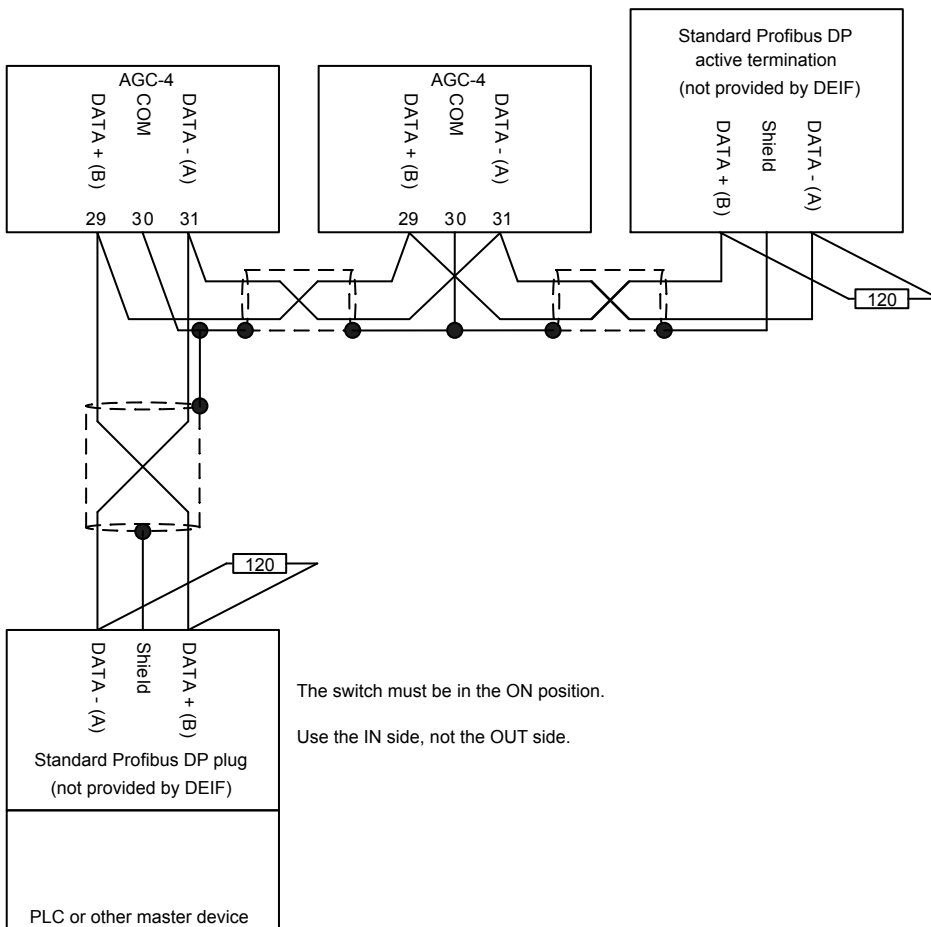 Standard Profibus DP
active termination
(not provided by DEIF)
DATA + (B)
Shield
DATA - (A)
AGC-4
DATA + (B)
COM
DATA - (A)
29 30 31
AGC-4
DATA + (B)
COM
DATA - (A)
29 30 31
120
120
DATA - (A)
Shield
DATA + (B)
Standard Profibus DP plug
(not provided by DEIF)
The switch must be in the ON position.
Use the IN side, not the OUT side.
PLC or other master device